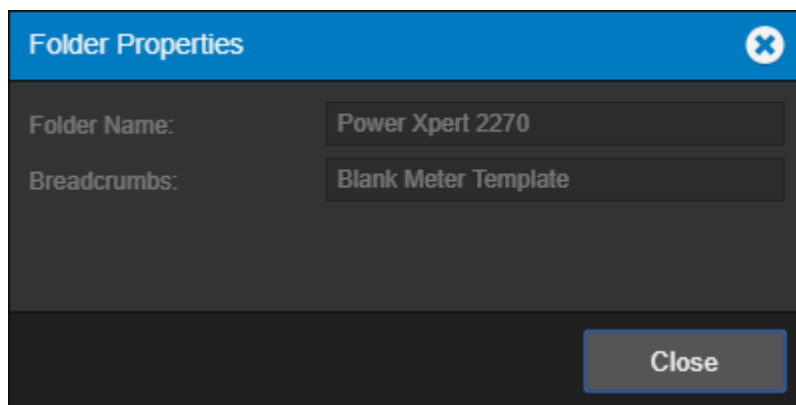 Folder Properties
Folder Name: Power Xpert 2270
Breadcrumbs: Blank Meter Template
Close